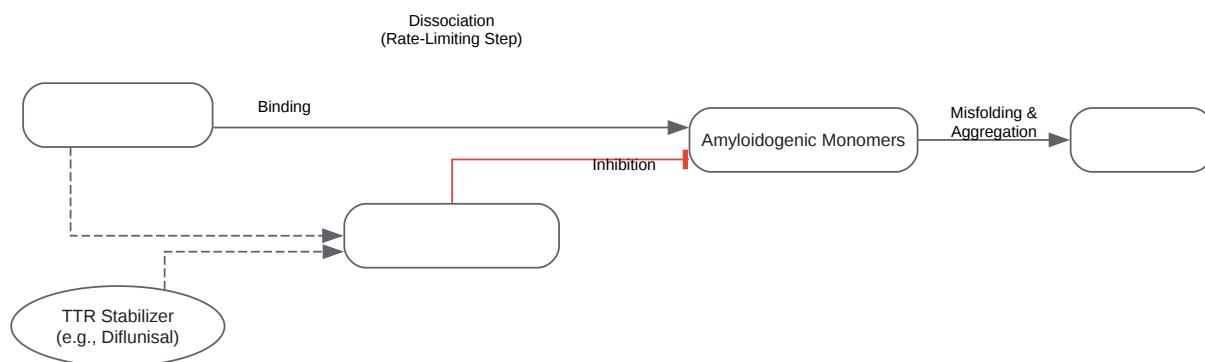 Dissociation
(Rate-Limiting Step)
Binding
Misfolding &
Aggregation
Amyloidogenic Monomers
Inhibition
TTR Stabilizer
(e.g., Diflunisal)